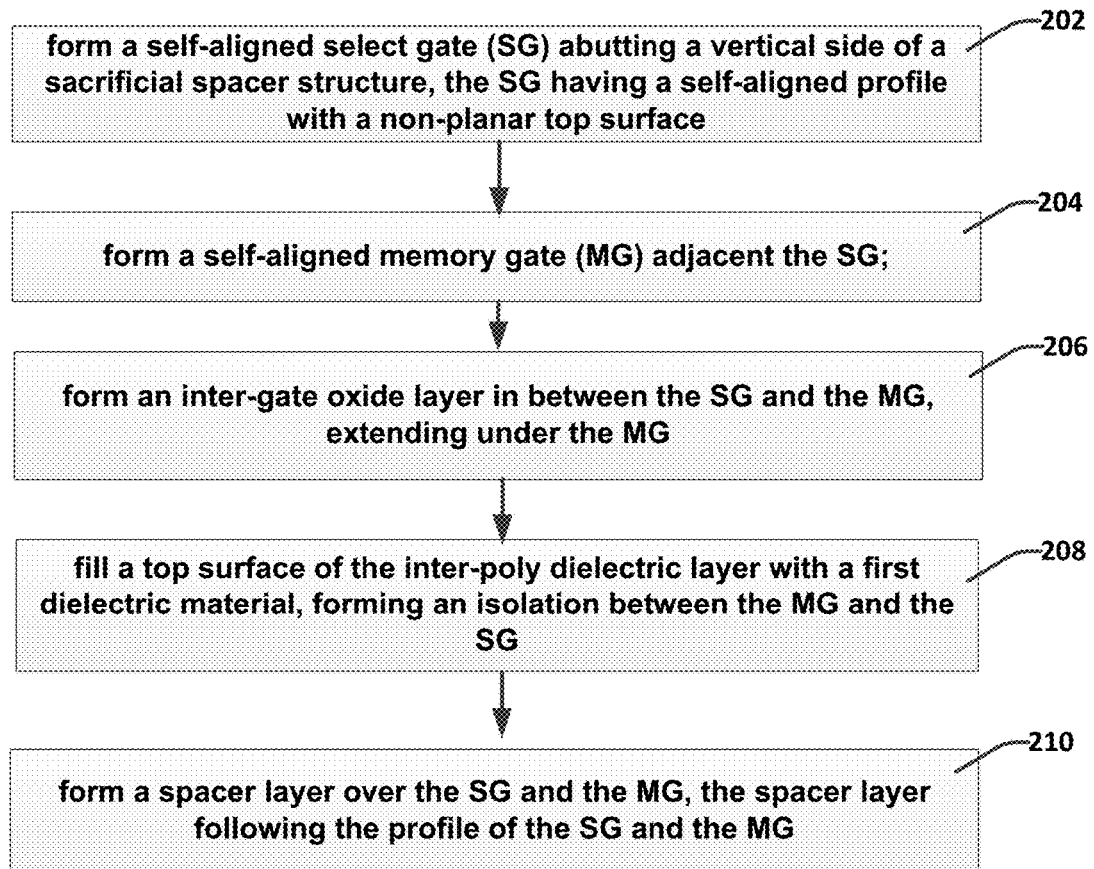 202
form a self-aligned select gate (SG) abutting a vertical side of a
sacrificial spacer structure, the SG having a self-aligned profile
with a non-planar top surface
204
form a self-aligned memory gate (MG) adjacent the SG;
206
form an inter-gate oxide layer in between the SG and the MG,
extending under the MG
208
fill a top surface of the inter-poly dielectric layer with a first
dielectric material, forming an isolation between the MG and the
SG
210
form a spacer layer over the SG and the MG, the spacer layer
following the profile of the SG and the MG